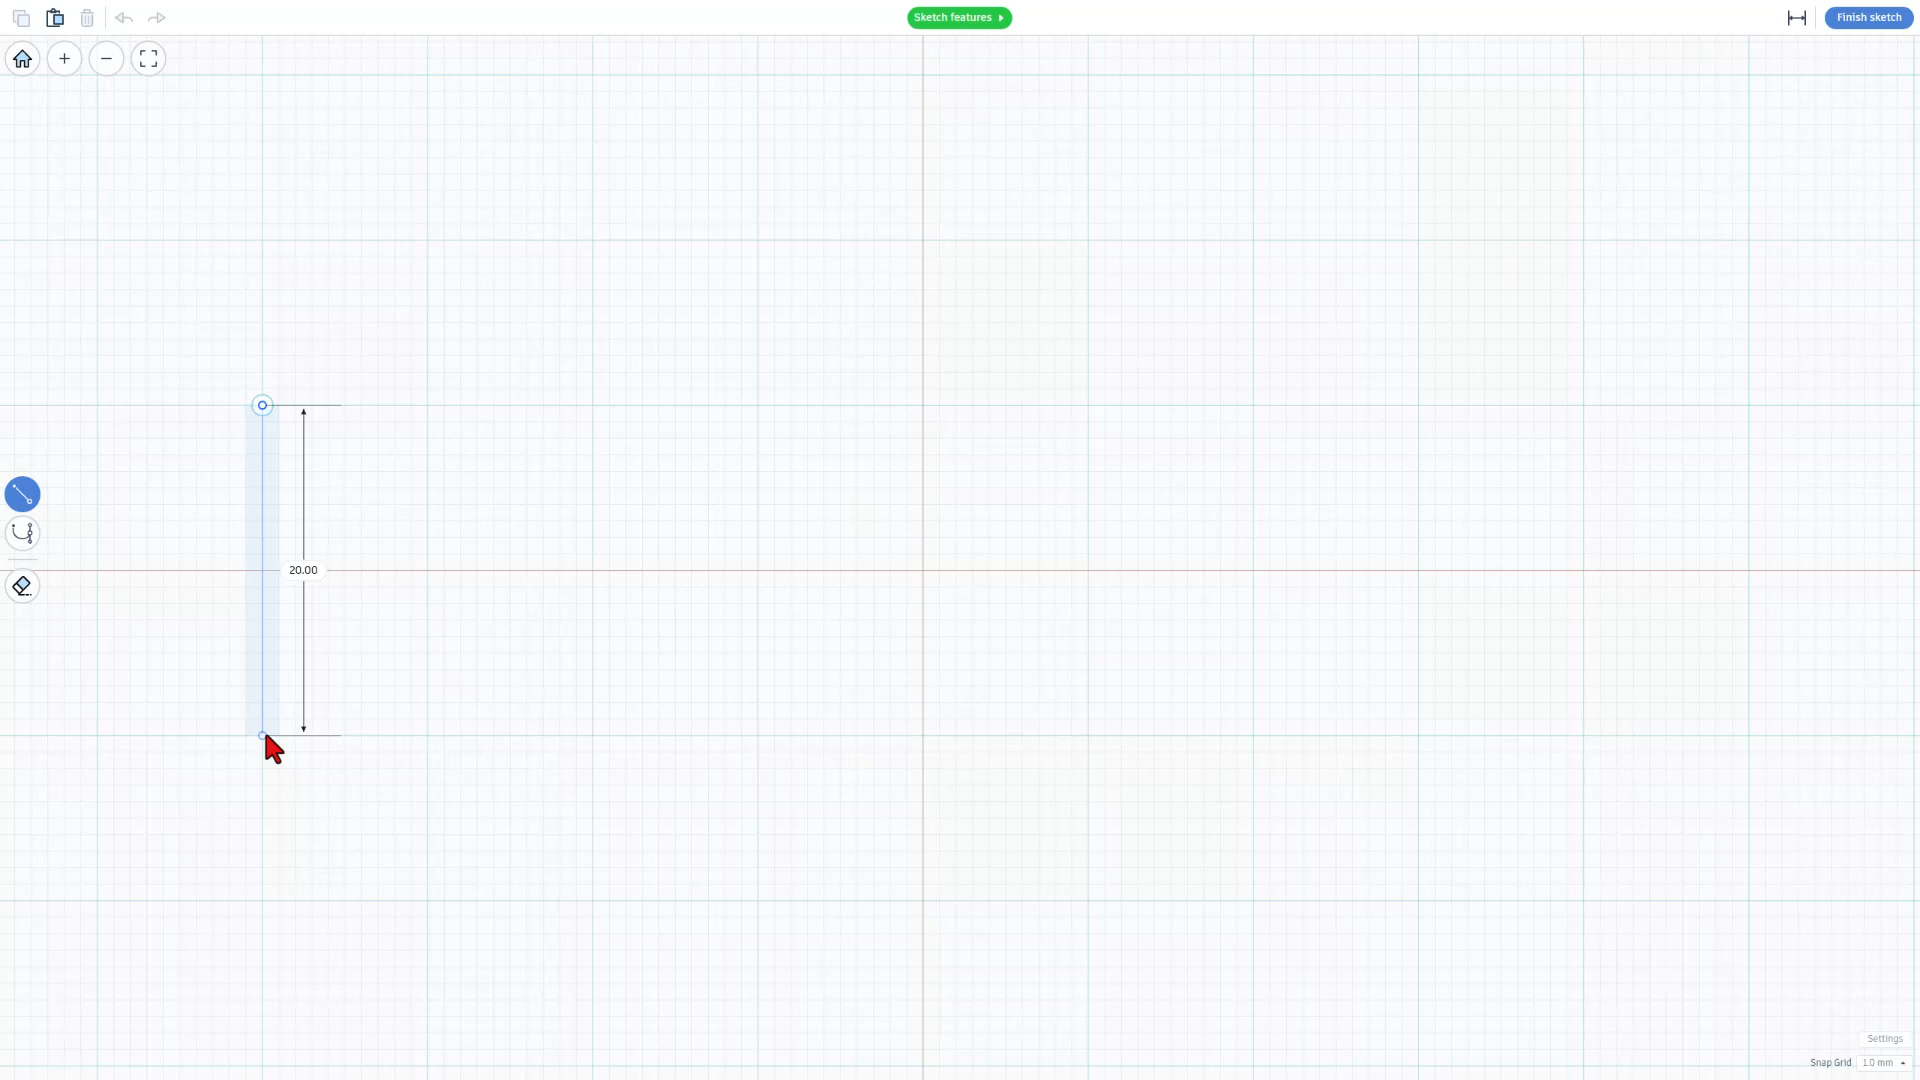 Sketch features
Finish sketch
20.00
Settings
Snap Grid 1.0 mm